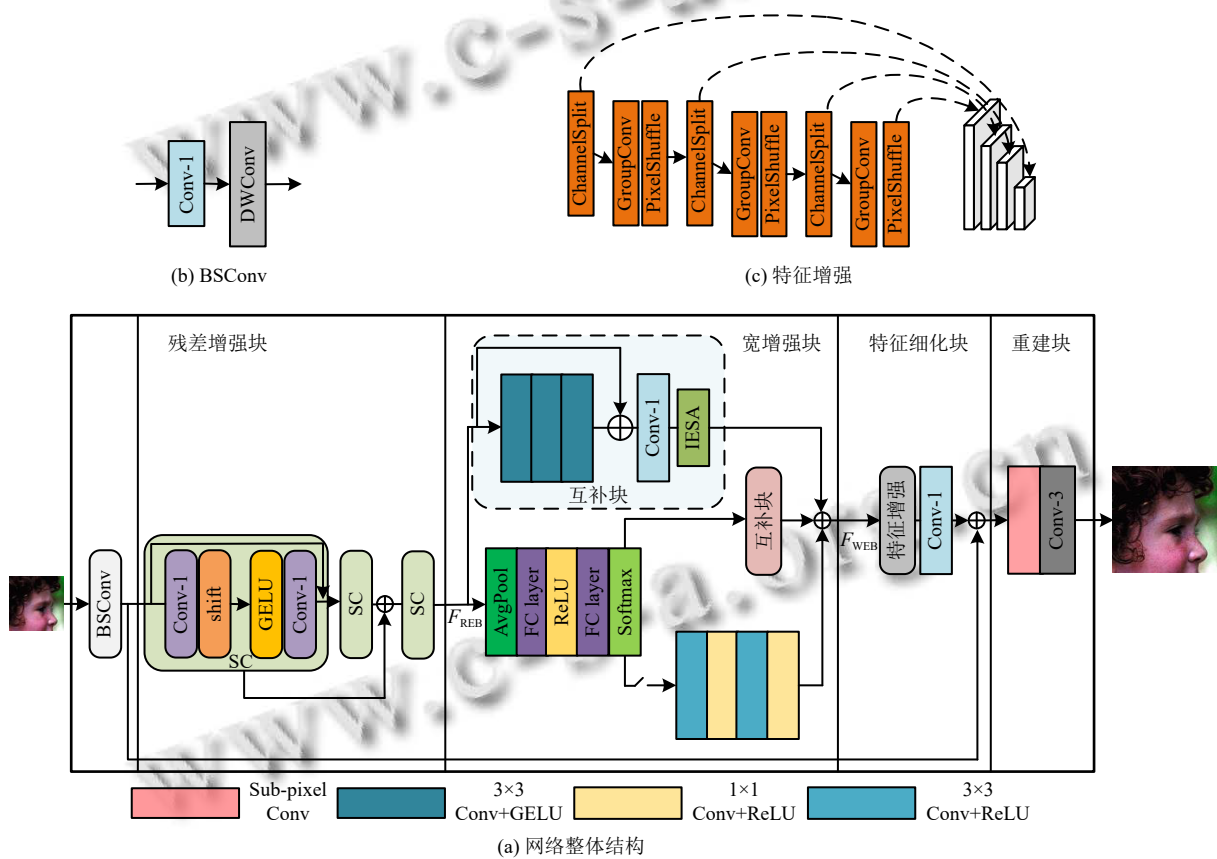 Conv-1
DWConv
(b) BSConv
ChannelSplit
GroupConv
PixelShuffle
ChannelSplit
GroupConv
PixelShuffle
ChannelSplit
GroupConv
PixelShuffle
(c) 特征增强
残差增强块
宽增强块
特征细化块
重建块
BSConv
Conv-1
shift
GELU
Conv-1
SC
SC
SC
F_REB
Conv-1
IESA
互补块
AvgPool
FC layer
ReLU
FC layer
Softmax
互补块
F_WEB
特征增强
Conv-1
Conv-3
Sub-pixel
Conv
3×3
Conv+GELU
1×1
Conv+ReLU
3×3
Conv+ReLU
(a) 网络整体结构